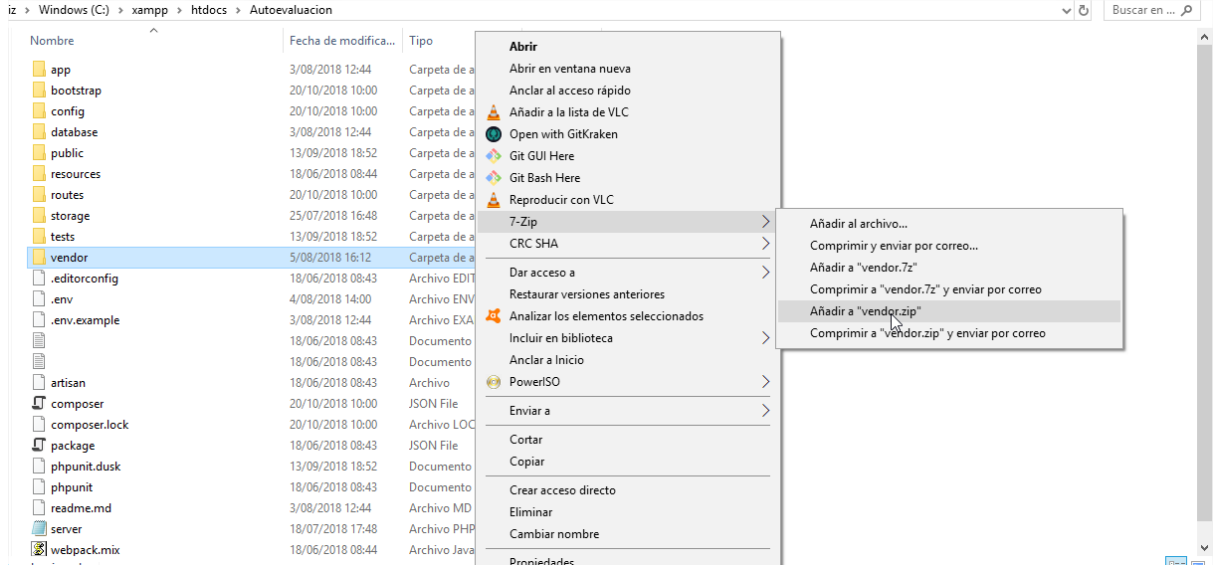 iz > Windows (C:) > xampp > htdocs > Autoevaluacion Buscar en ...
Nombre Fecha de modifica... Tipo
app 3/08/2018 12:44 Carpeta de a
bootstrap 20/10/2018 10:00 Carpeta de a
config 20/10/2018 10:00 Carpeta de a
database 3/08/2018 12:44 Carpeta de a
public 13/09/2018 18:52 Carpeta de a
resources 18/06/2018 08:44 Carpeta de a
routes 20/10/2018 10:00 Carpeta de a
storage 25/07/2018 16:48 Carpeta de a
tests 13/09/2018 18:52 Carpeta de a
vendor 5/08/2018 16:12 Carpeta de a
.editorconfig 18/06/2018 08:43 Archivo EDIT
.env 4/08/2018 14:00 Archivo ENV
.env.example 3/08/2018 12:44 Archivo EXA
18/06/2018 08:43 Documento
18/06/2018 08:43 Documento
artisan 18/06/2018 08:43 Archivo
composer 20/10/2018 10:00 JSON File
composer.lock 20/10/2018 10:00 Archivo LOC
package 18/06/2018 08:43 JSON File
phpunit.dusk 13/09/2018 18:52 Documento
phpunit 18/06/2018 08:43 Documento
readme.md 3/08/2018 12:44 Archivo MD
server 18/07/2018 17:48 Archivo PHP
webpack.mix 18/06/2018 08:44 Archivo Java
Abrir
Abrir en ventana nueva
Anclar al acceso rápido
Añadir a la lista de VLC
Open with GitKraken
Git GUI Here
Git Bash Here
Reproducir con VLC
7-Zip
CRC SHA
Dar acceso a
Restaurar versiones anteriores
Analizar los elementos seleccionados
Incluir en biblioteca
Anclar a Inicio
PowerISO
Enviar a
Cortar
Copiar
Crear acceso directo
Eliminar
Cambiar nombre
Propiedades
Añadir al archivo...
Comprimir y enviar por correo...
Añadir a "vendor.7z"
Comprimir a "vendor.7z" y enviar por correo
Añadir a "vendor.zip"
Comprimir a "vendor.zip" y enviar por correo